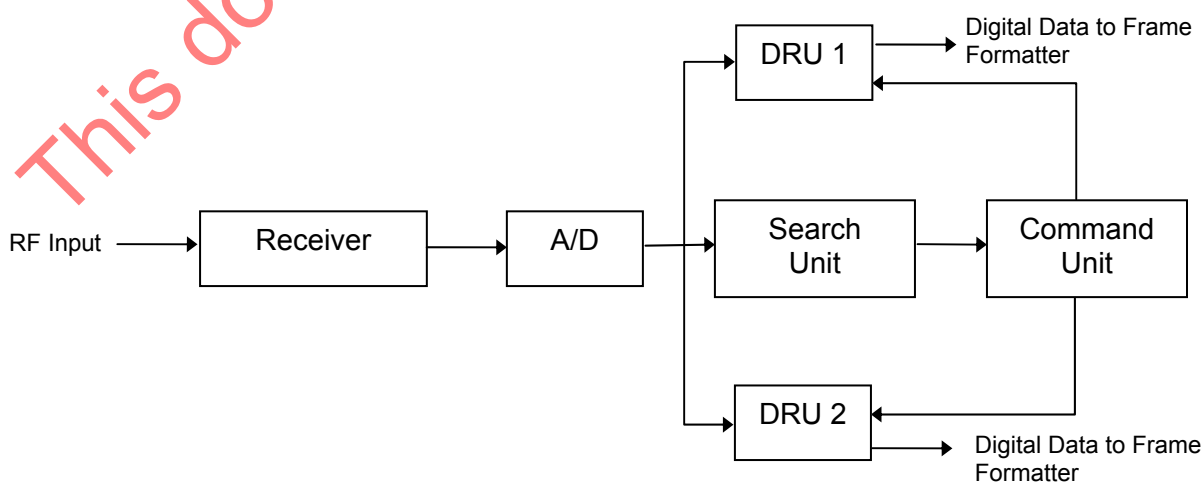 This do
Digital Data to Frame
Formatter
DRU 1
RF Input
Receiver
A/D
Search
Unit
Command
Unit
DRU 2
Digital Data to Frame
Formatter